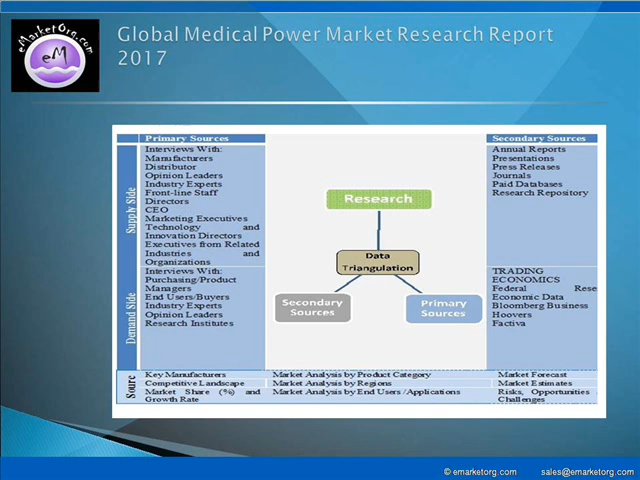 eMarketOrg.com
eM
Global Medical Power Market Research Report
2017
Primary Sources
Secondary Sources
Supply Side
Interviews With:
Manufacturers
Distributor
Opinion Leaders
Industry Experts
Front-line Staff
Directors
CEO
Marketing Executives
Technology and
Innovation Directors
Executives from Related
Industries and
Organizations
Annual Reports
Presentations
Press Releases
Journals
Paid Databases
Research Repository
Research
Data
Triangulation
Secondary
Sources
Primary
Sources
Demand Side
Interviews With:
Purchasing/Product
Managers
End Users/Buyers
Industry Experts
Opinion Leaders
Research Institutes
TRADING
ECONOMICS
Federal Rese
Economic Data
Bloomberg Business
Hoovers
Factiva
Sourc
Key Manufacturers
Market Analysis by Product Category
Market Forecast
Competitive Landscape
Market Analysis by Regions
Market Estimates
Market Share (%) and
Growth Rate
Market Analysis by End Users /Applications
Risks, Opportunities
Challenges
© emarketorg.com
sales@emarketorg.com